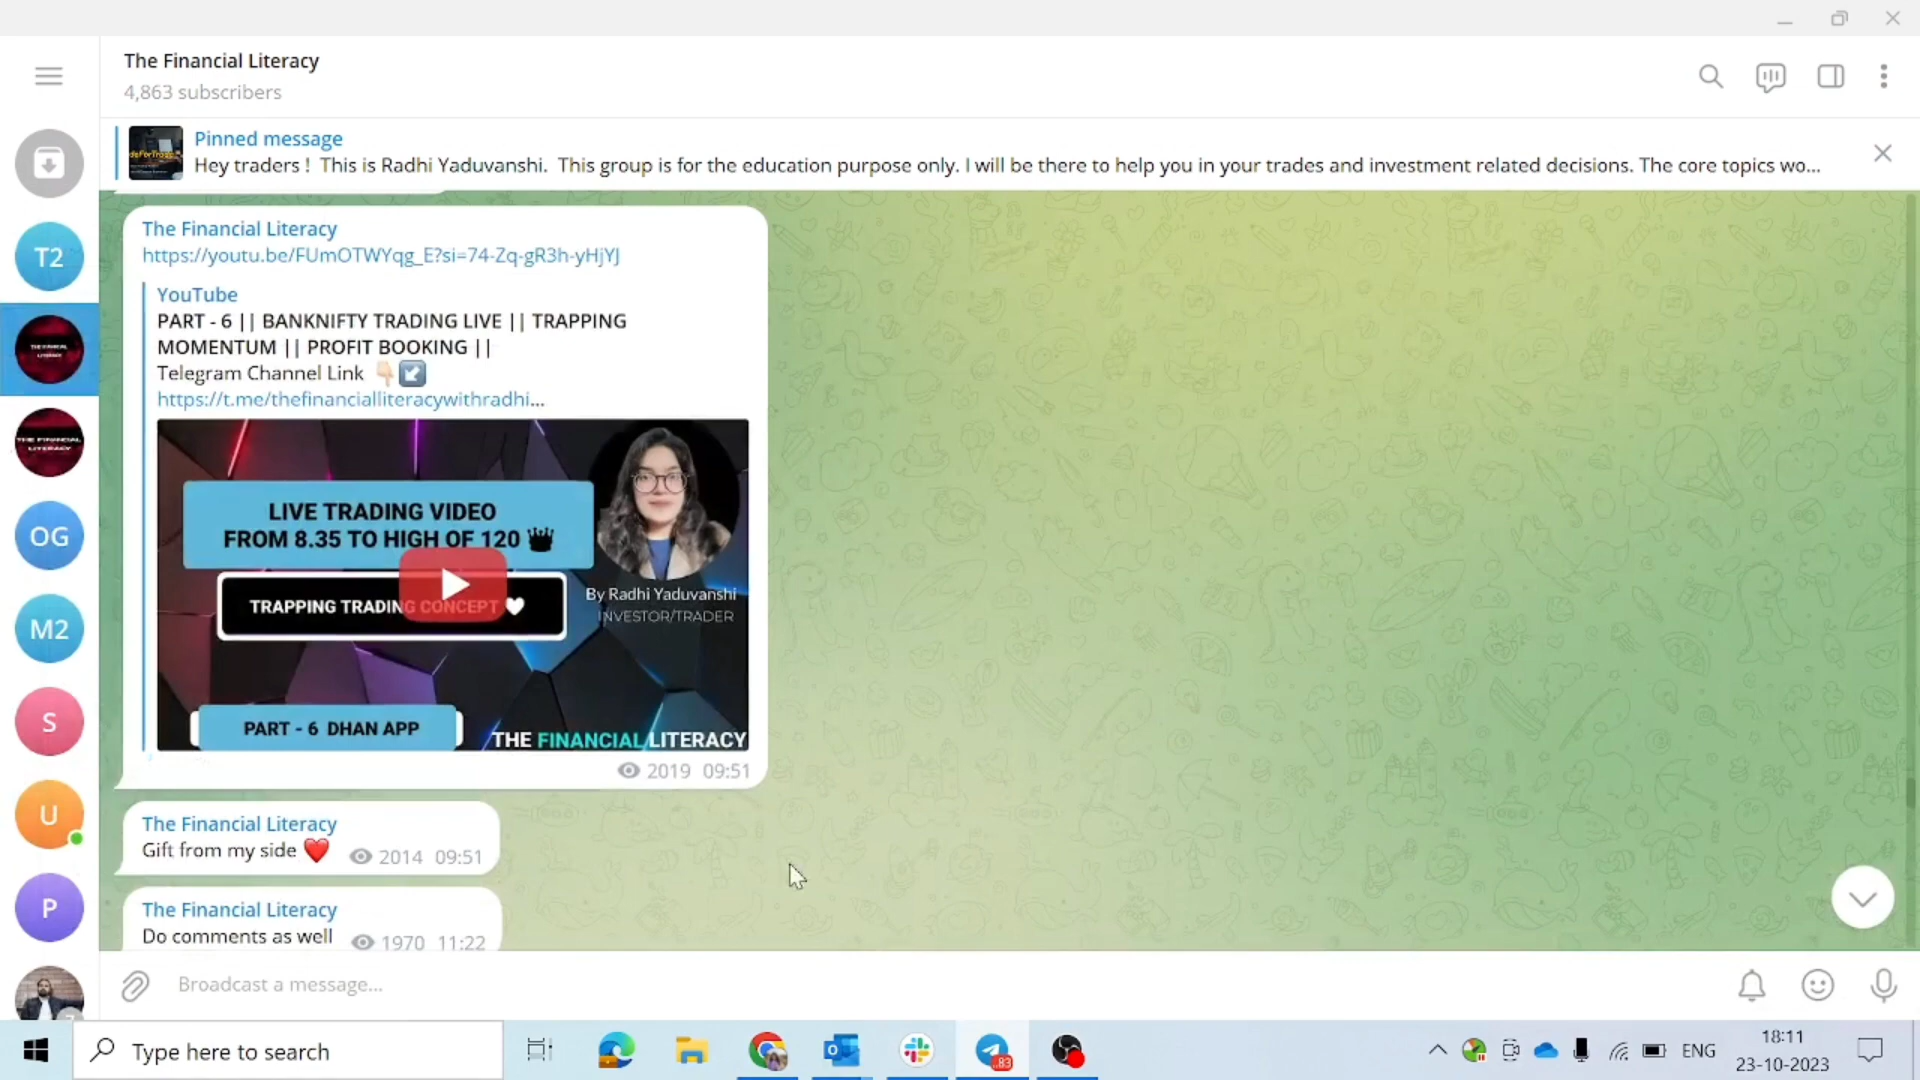 The Financial Literacy
4,863 subscribers
Pinned message
Hey traders ! This is Radhi Yaduvanshi. This group is for the education purpose only. I will be there to help you in your trades and investment related decisions. The core topics wo...
T2
The Financial Literacy
https://youtu.be/FUmOTWYqg_E?si=74-Zq-gR3h-yHjYJ
YouTube
PART - 6 || BANKNIFTY TRADING LIVE || TRAPPING
MOMENTUM || PROFIT BOOKING ||
Telegram Channel Link 👇🏻↙️
https://t.me/thefinancialliteracywithradhi...
THE FINANCIAL
LITERACY
OG
M2
S
U
P
LIVE TRADING VIDEO
FROM 8.35 TO HIGH OF 120
TRAPPING TRADING CONCEPT
By Radhi Yaduvanshi
INVESTOR/TRADER
PART - 6 DHAN APP
THE FINANCIAL LITERACY
2019 09:51
The Financial Literacy
Gift from my side ❤️ 2014 09:51
The Financial Literacy
Do comments as well 1970 11:22
Broadcast a message...
Type here to search
..83
ENG
18:11
23-10-2023